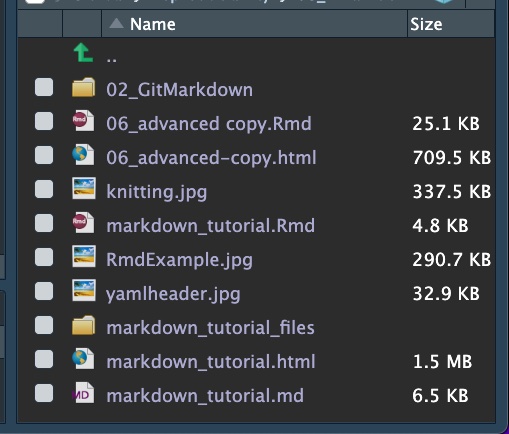 Name Size
..
02_GitMarkdown
06_advanced copy.Rmd 25.1 KB
06_advanced-copy.html 709.5 KB
knitting.jpg 337.5 KB
markdown_tutorial.Rmd 4.8 KB
RmdExample.jpg 290.7 KB
yamlheader.jpg 32.9 KB
markdown_tutorial_files
markdown_tutorial.html 1.5 MB
MD markdown_tutorial.md 6.5 KB